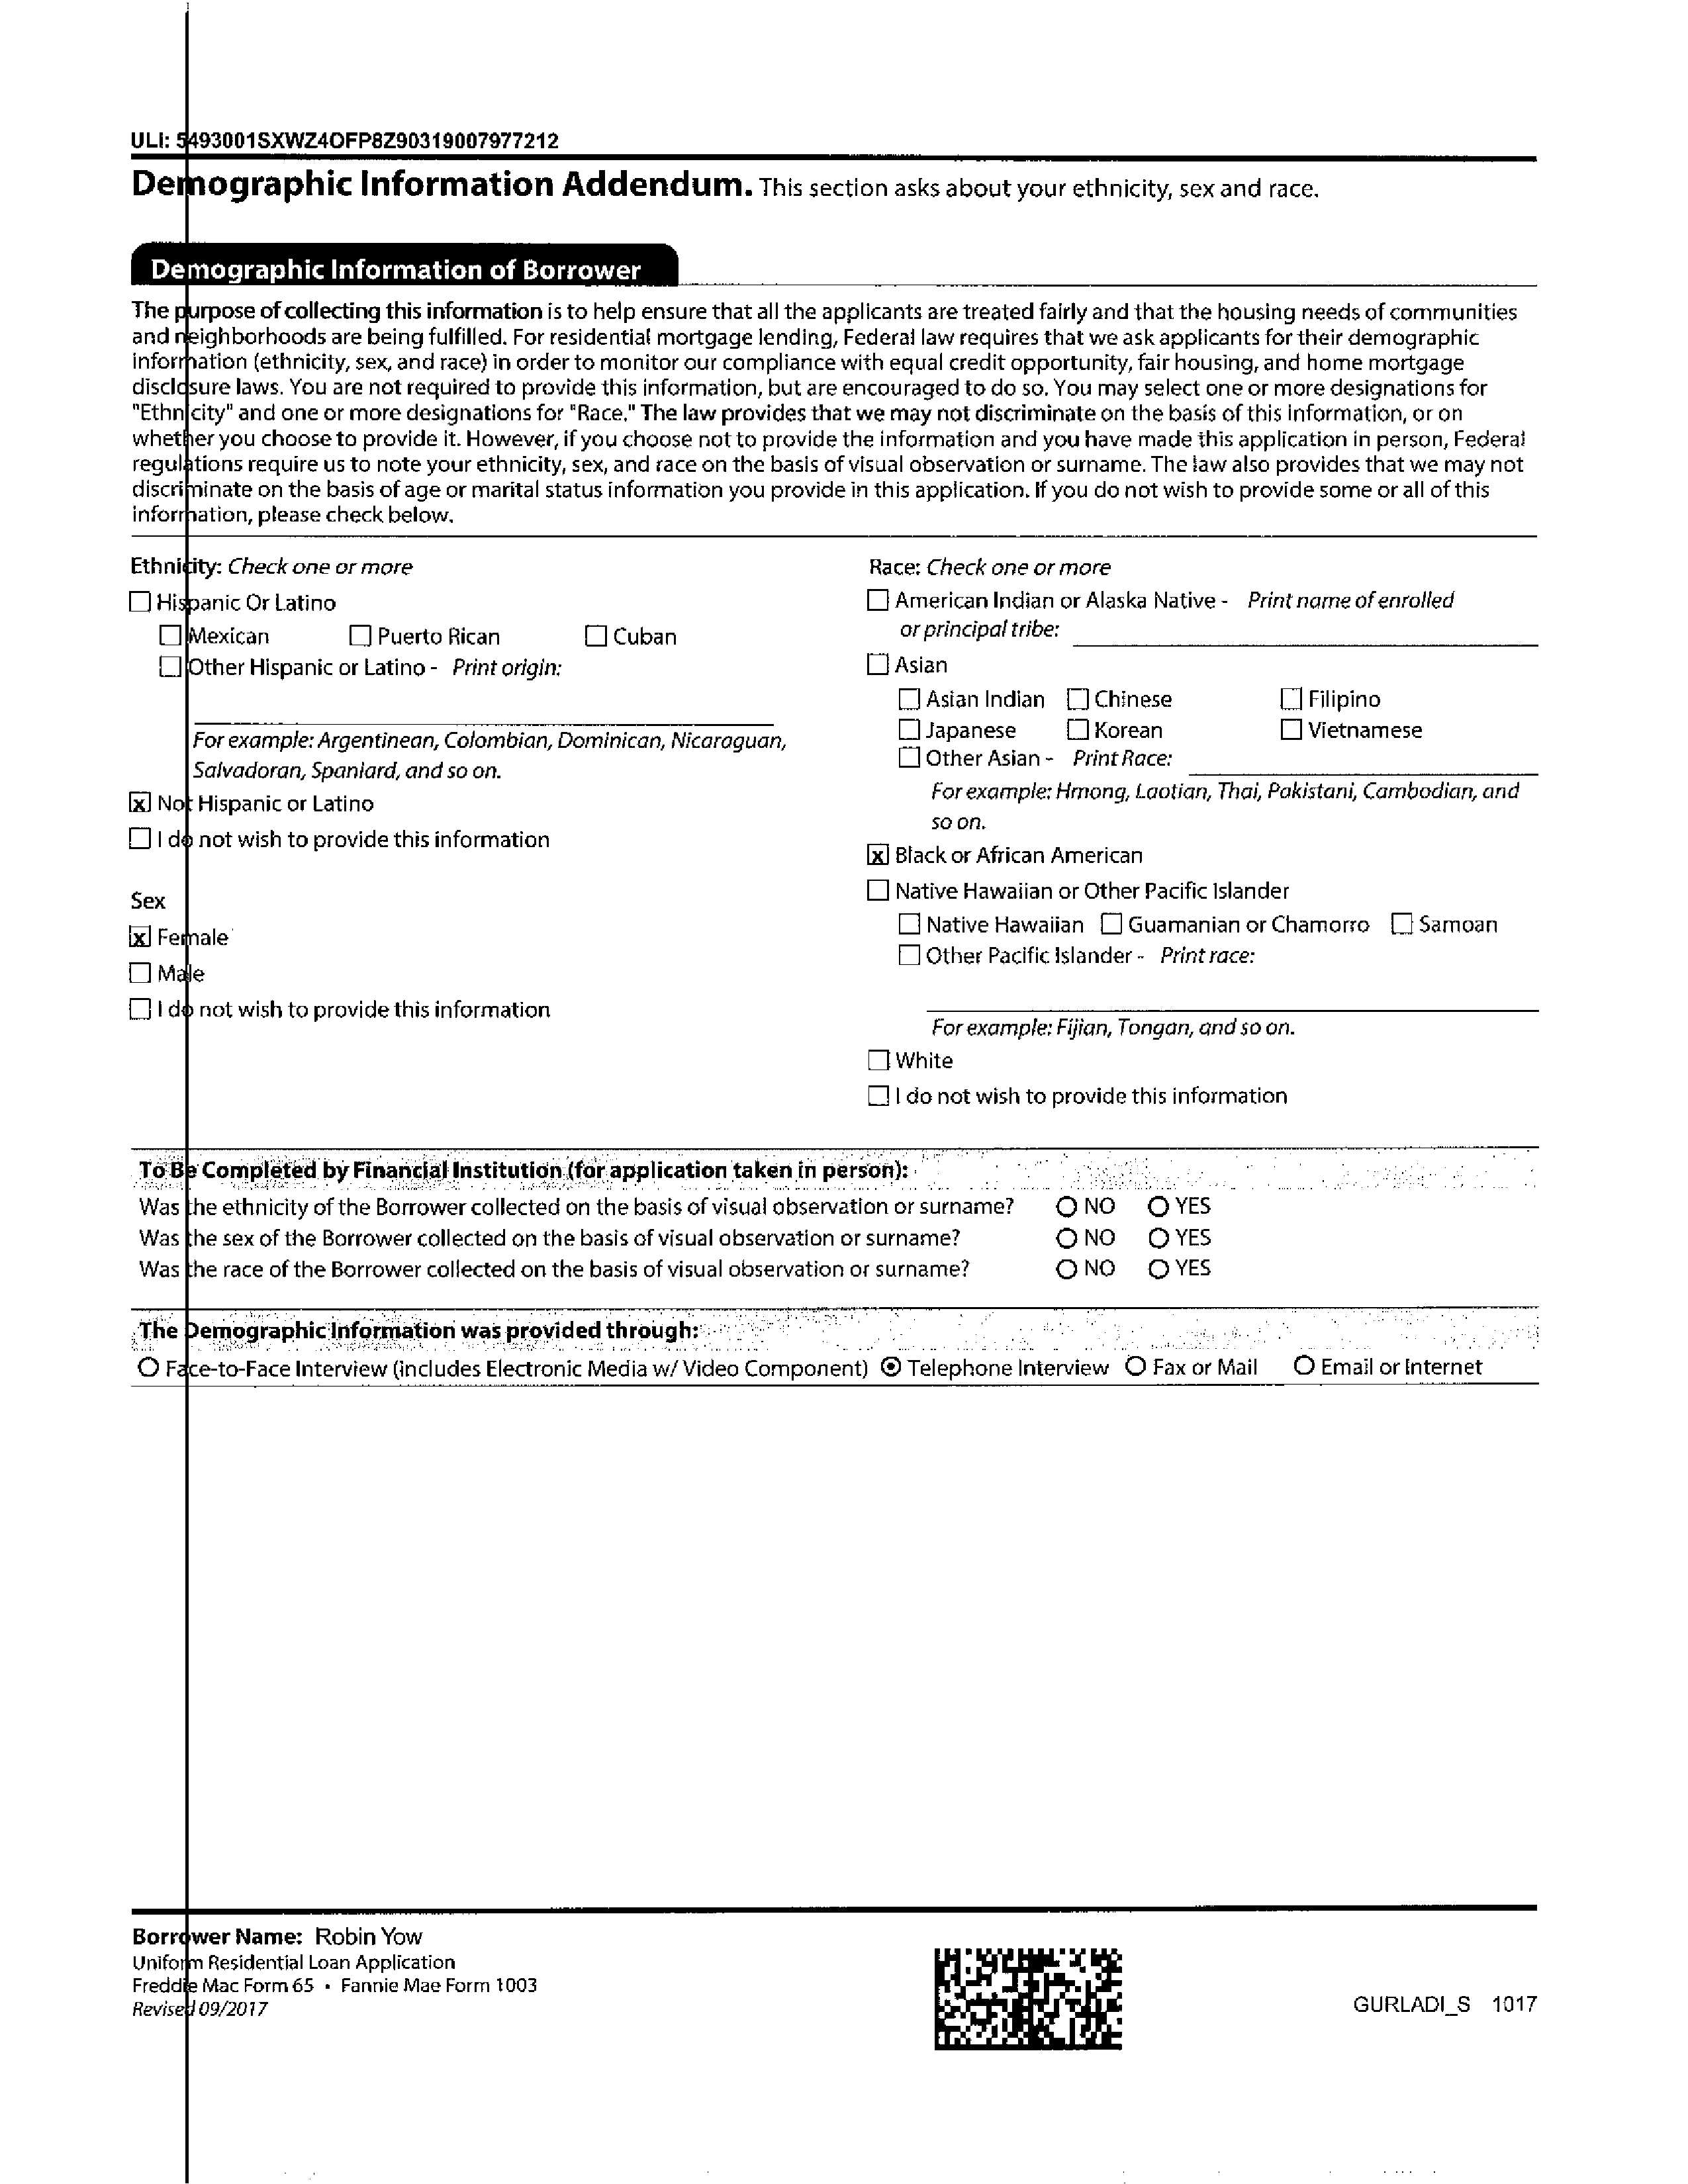 ULI: 5493001SXWZ4OFP8Z90319007977212
Demographic Information Addendum. This section asks about your ethnicity, sex and race.
Demographic Information of Borrower
The purpose of collecting this information is to help ensure that all the applicants are treated fairly and that the housing needs of communities
and neighborhoods are being fulfilled. For residential mortgage lending, Federal law requires that we ask applicants for their demographic
information (ethnicity, sex, and race) in order to monitor our compliance with equal credit opportunity, fair housing, and home mortgage
disclosure laws. You are not required to provide this information, but are encouraged to do so. You may select one or more designations for
"Ethnicity" and one or more designations for "Race." The law provides that we may not discriminate on the basis of this information, or on
whether you choose to provide it. However, if you choose not to provide the information and you have made this application in person, Federal
regulations require us to note your ethnicity, sex, and race on the basis of visual observation or surname. The law also provides that we may not
discriminate on the basis of age or marital status information you provide in this application. If you do not wish to provide some or all of this
information, please check below.
Ethnicity: Check one or more
☐ Hispanic Or Latino
☐ Mexican ☐ Puerto Rican ☐ Cuban
☐ Other Hispanic or Latino - Print origin:
For example: Argentinean, Colombian, Dominican, Nicaraguan,
Salvadoran, Spaniard, and so on.
☒ Not Hispanic or Latino
☐ I do not wish to provide this information
Sex
☒ Female
☐ Male
☐ I do not wish to provide this information
Race: Check one or more
☐ American Indian or Alaska Native - Print name of enrolled
or principal tribe:
☐ Asian
☐ Asian Indian ☐ Chinese ☐ Filipino
☐ Japanese ☐ Korean ☐ Vietnamese
☐ Other Asian - Print Race:
For example: Hmong, Laotian, Thai, Pakistani, Cambodian, and
so on.
☒ Black or African American
☐ Native Hawaiian or Other Pacific Islander
☐ Native Hawaiian ☐ Guamanian or Chamorro ☐ Samoan
☐ Other Pacific Islander - Print race:
For example: Fijian, Tongan, and so on.
☐ White
☐ I do not wish to provide this information
To Be Completed by Financial Institution (for application taken in person):
Was the ethnicity of the Borrower collected on the basis of visual observation or surname? ○ NO ○ YES
Was the sex of the Borrower collected on the basis of visual observation or surname? ○ NO ○ YES
Was the race of the Borrower collected on the basis of visual observation or surname? ○ NO ○ YES
The Demographic Information was provided through:
○ Face-to-Face Interview (includes Electronic Media w/ Video Component) ◉ Telephone Interview ○ Fax or Mail ○ Email or Internet
Borrower Name: Robin Yow
Uniform Residential Loan Application
Freddie Mac Form 65 • Fannie Mae Form 1003
Revised 09/2017
GURLADI_S 1017